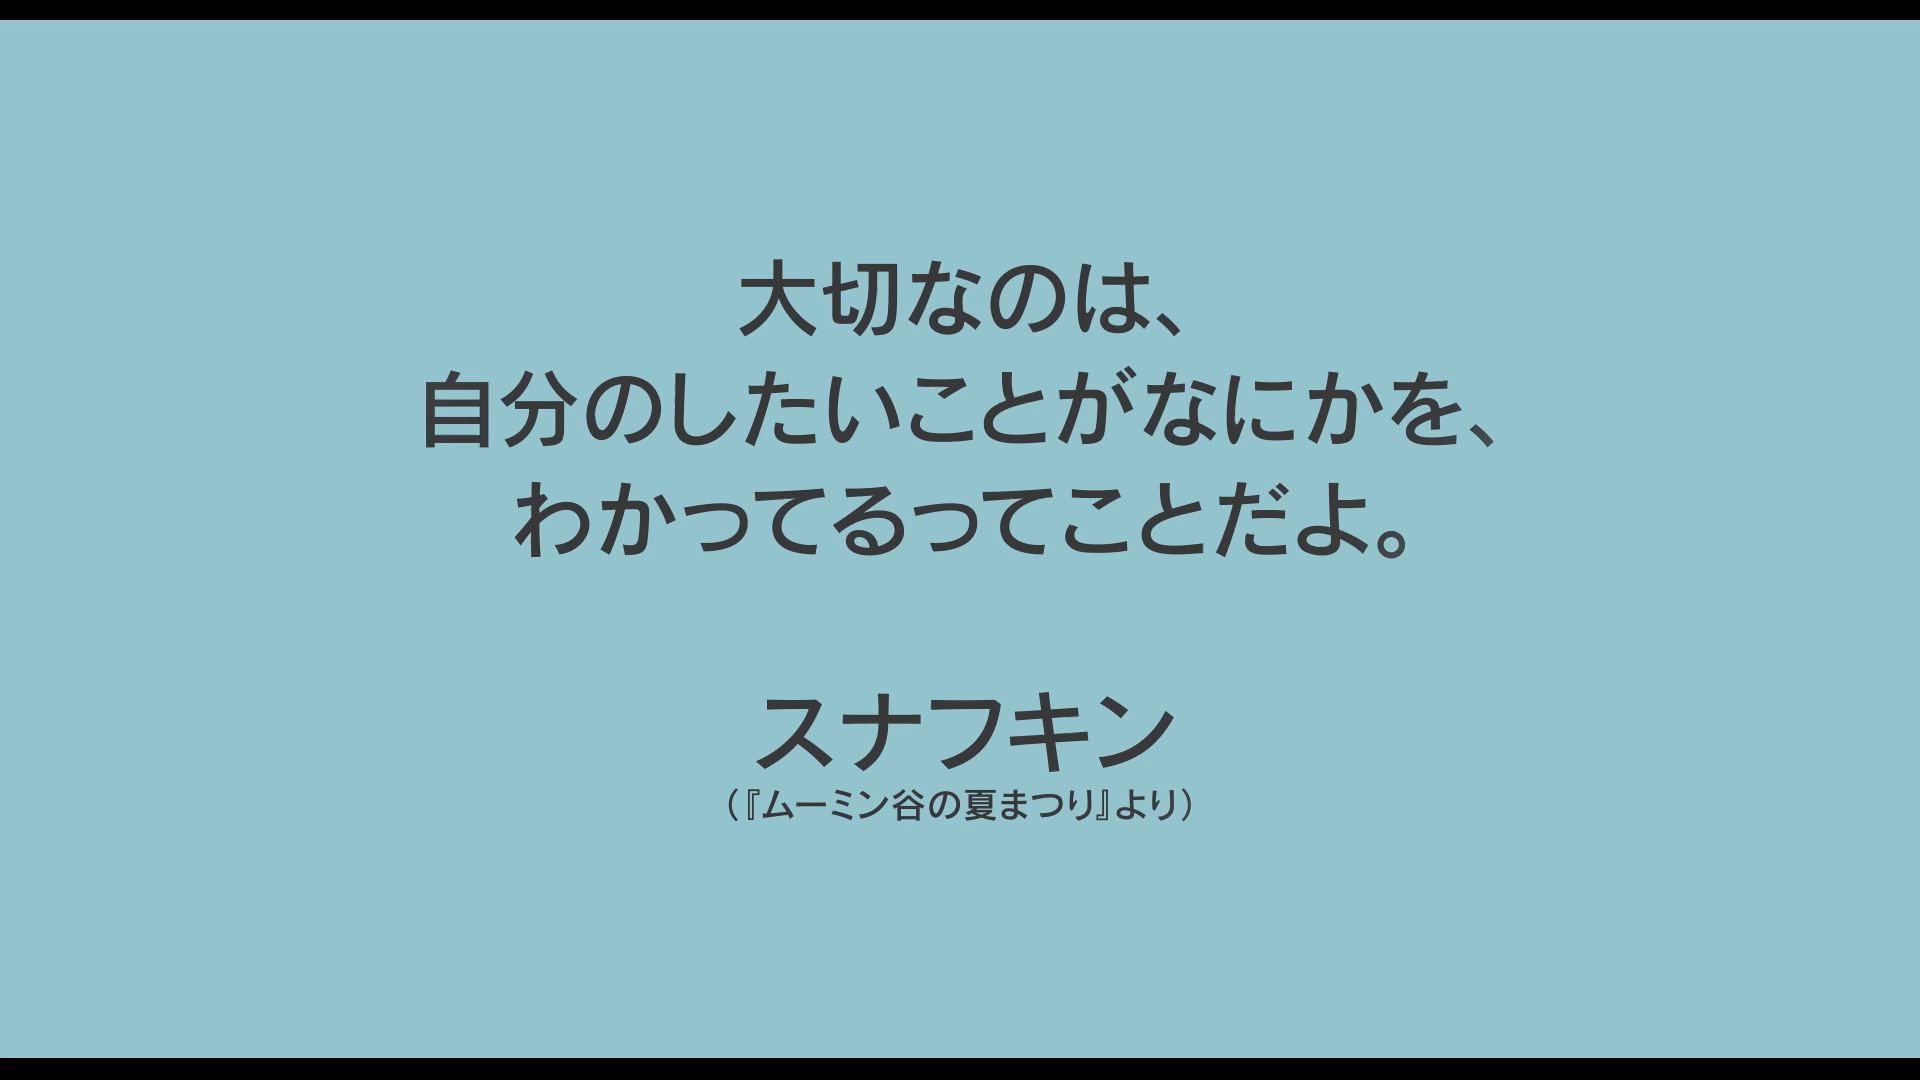 大切なのは、
自分のしたいことがなにかを、
わかってるってことだよ。
スナフキン
（『ムーミン谷の夏まつり』より）